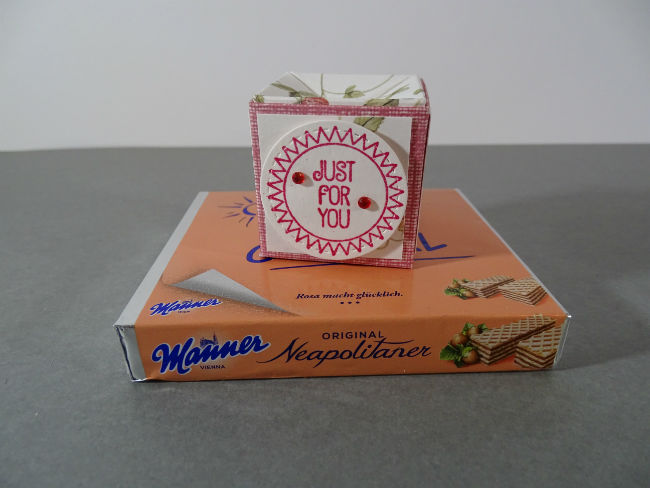 JUST
FOR
YOU
Rosa macht glücklich.
Manner
Manner
VIENNA
ORIGINAL
Neapolitaner